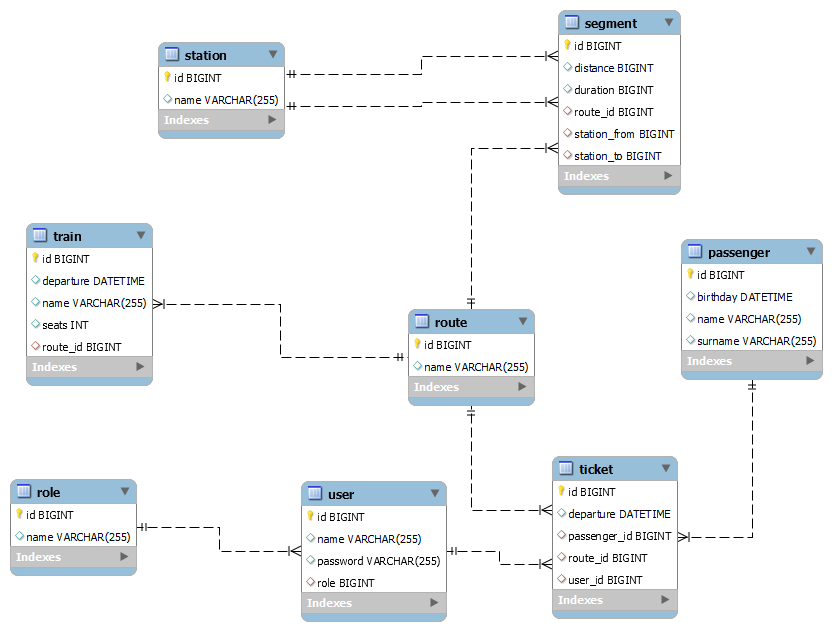 station
id BIGINT
name VARCHAR(255)
Indexes
segment
id BIGINT
distance BIGINT
duration BIGINT
route_id BIGINT
station_from BIGINT
station_to BIGINT
Indexes
train
id BIGINT
departure DATETIME
name VARCHAR(255)
seats INT
route_id BIGINT
Indexes
route
id BIGINT
name VARCHAR(255)
Indexes
passenger
id BIGINT
birthday DATETIME
name VARCHAR(255)
surname VARCHAR(255)
Indexes
role
id BIGINT
name VARCHAR(255)
Indexes
user
id BIGINT
name VARCHAR(255)
password VARCHAR(255)
role BIGINT
Indexes
ticket
id BIGINT
departure DATETIME
passenger_id BIGINT
route_id BIGINT
user_id BIGINT
Indexes